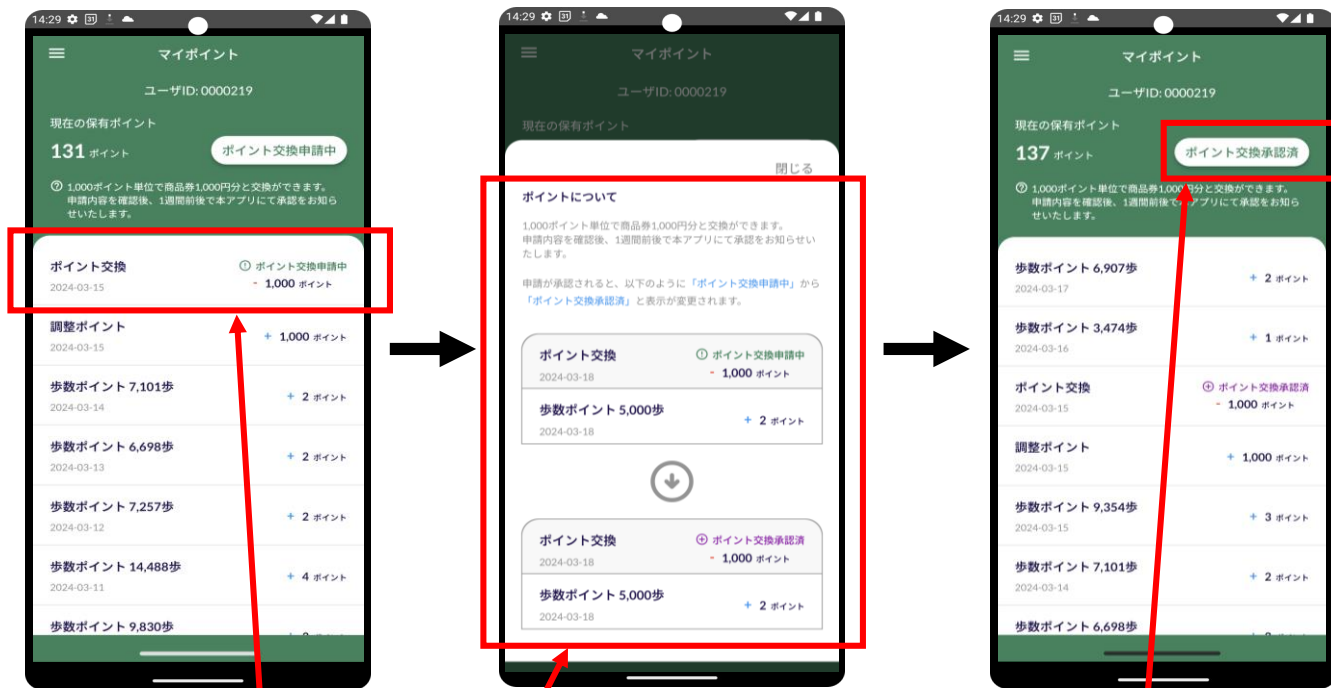 14:29
マイポイント
ユーザID: 0000219
現在の保有ポイント
131 ポイント
ポイント交換申請中
1,000ポイント単位で商品券1,000円分と交換ができます。
申請内容を確認後、1週間前後で本アプリにて承認をお知ら
せいたします。
ポイント交換
ポイント交換申請中
2024-03-15
- 1,000 ポイント
調整ポイント
+ 1,000 ポイント
2024-03-15
歩数ポイント 7,101歩
+ 2 ポイント
2024-03-14
歩数ポイント 6,698歩
+ 2 ポイント
2024-03-13
歩数ポイント 7,257歩
+ 2 ポイント
2024-03-12
歩数ポイント 14,488歩
+ 4 ポイント
2024-03-11
歩数ポイント 9,830歩
14:29
マイポイント
ユーザID: 0000219
現在の保有ポイント
閉じる
ポイントについて
1,000ポイント単位で商品券1,000円分と交換ができます。
申請内容を確認後、1週間前後で本アプリにて承認をお知らせい
たします。
申請が承認されると、以下のように「ポイント交換申請中」から
「ポイント交換承認済」と表示が変更されます。
ポイント交換
ポイント交換申請中
2024-03-18
- 1,000 ポイント
歩数ポイント 5,000歩
+ 2 ポイント
2024-03-18
ポイント交換
ポイント交換承認済
2024-03-18
- 1,000 ポイント
歩数ポイント 5,000歩
+ 2 ポイント
2024-03-18
14:29
マイポイント
ユーザID: 0000219
現在の保有ポイント
137 ポイント
ポイント交換承認済
1,000ポイント単位で商品券1,000円分と交換ができます。
申請内容を確認後、1週間前後で本アプリにて承認をお知ら
せいたします。
歩数ポイント 6,907歩
+ 2 ポイント
2024-03-17
歩数ポイント 3,474歩
+ 1 ポイント
2024-03-16
ポイント交換
ポイント交換承認済
2024-03-15
- 1,000 ポイント
調整ポイント
+ 1,000 ポイント
2024-03-15
歩数ポイント 9,354歩
+ 3 ポイント
2024-03-15
歩数ポイント 7,101歩
+ 2 ポイント
2024-03-14
歩数ポイント 6,698歩